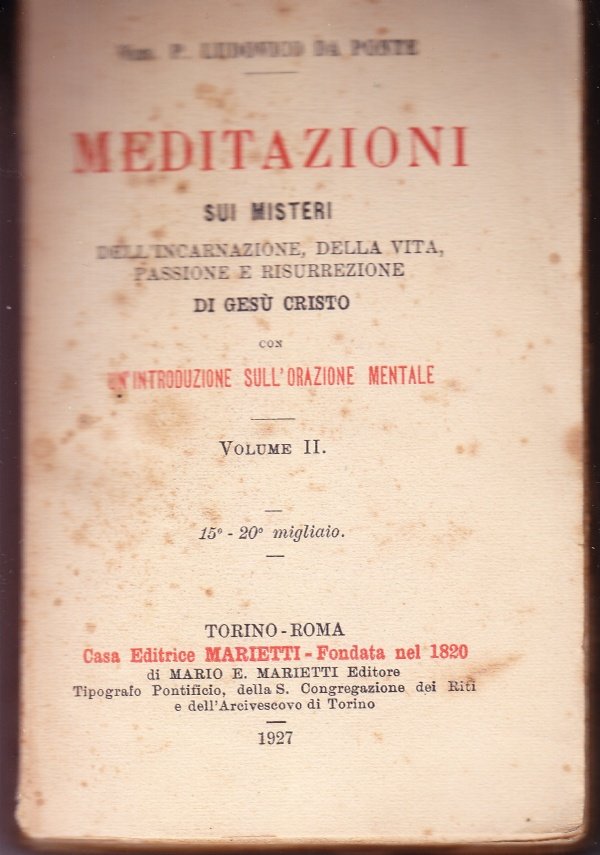 Ven. P. LUDOVICO DA PONTE
MEDITAZIONI
SUI MISTERI
DELL'INCARNAZIONE, DELLA VITA,
PASSIONE E RISURREZIONE
DI GESÙ CRISTO
CON
UN'INTRODUZIONE SULL'ORAZIONE MENTALE
VOLUME II.
15° - 20° migliaio.
TORINO - ROMA
Casa Editrice MARIETTI - Fondata nel 1820
di MARIO E. MARIETTI Editore
Tipografo Pontificio, della S. Congregazione dei Riti
e dell'Arcivescovo di Torino
1927